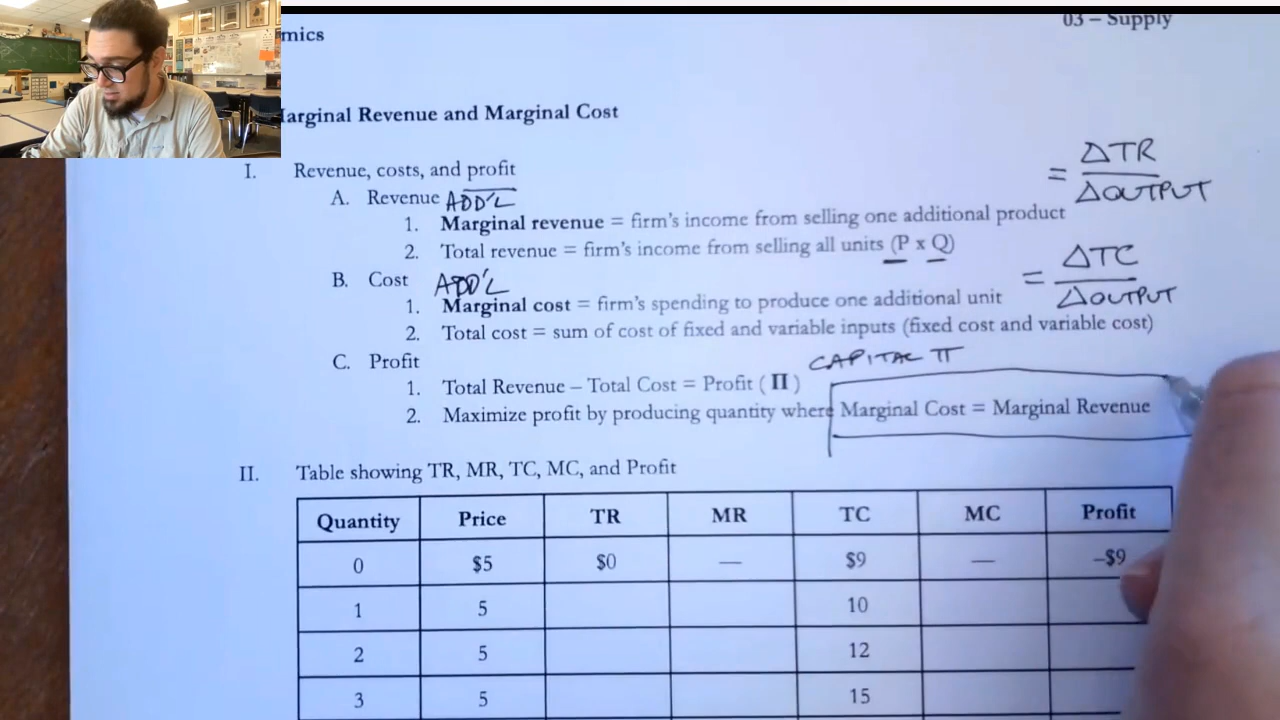 mics
03 – Supply
arginal Revenue and Marginal Cost
I. Revenue, costs, and profit
A. Revenue ADD'L
1. Marginal revenue = firm's income from selling one additional product = ΔTR / ΔOUTPUT
2. Total revenue = firm's income from selling all units (P x Q)
B. Cost ADD'L
1. Marginal cost = firm's spending to produce one additional unit = ΔTC / ΔOUTPUT
2. Total cost = sum of cost of fixed and variable inputs (fixed cost and variable cost)
C. Profit
CAPITAL π
1. Total Revenue – Total Cost = Profit (Π)
2. Maximize profit by producing quantity where Marginal Cost = Marginal Revenue
II. Table showing TR, MR, TC, MC, and Profit
Quantity Price TR MR TC MC Profit
0 $5 $0 — $9 — –$9
1 5 10
2 5 12
3 5 15